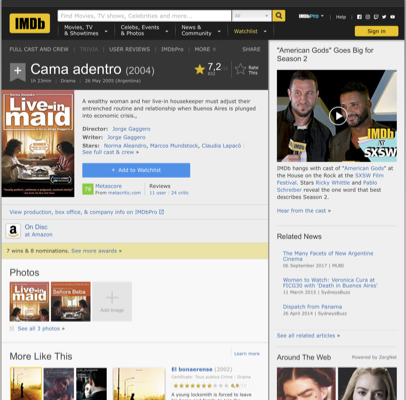 IMDb
Find Movies, TV shows, Celebrities and more...
All
IMDbPro
Help
Movies, TV
& Showtimes
Celebs, Events
& Photos
News &
Community
Watchlist
Sign in
FULL CAST AND CREW | TRIVIA | USER REVIEWS | IMDbPro | MORE
SHARE
Cama adentro (2004)
7,2
Rate
This
1h 23min | Drama | 26 May 2005 (Argentina)
Live-in
maid
A wealthy woman and her live-in housekeeper must adjust their
entrenched routine and relationship when Buenos Aires is plunged
into economic crisis.,
Director: Jorge Gaggero
Writer: Jorge Gaggero
Stars: Norma Aleandro, Marcos Mundstock, Claudia Lapacó
See full cast & crew »
+ Add to Watchlist
Metascore
From metacritic.com
Reviews
11 user | 24 critic
View production, box office, & company info on IMDbPro
On Disc
at Amazon
7 wins & 8 nominations. See more awards »
Photos
Live-in
maid
Señora Beba
Add Image
See all 3 photos »
More Like This
Learn more
El bonaerense (2002)
Drama
A young locksmith is forced to leave
"American Gods" Goes Big for
Season 2
IMDb
at
SXSW
IMDb hangs with cast of "American Gods" at
the House on the Rock at the SXSW Film
Festival. Stars Ricky Whittle and Pablo
Schreiber reveal the one word that best
describes Season 2.
Hear from the cast »
Related News
The Many Facets of New Argentine
Cinema
06 September 2017 | MUBI
Women to Watch: Veronica Cura at
FICG30 with 'Death in Buenos Aires'
11 March 2015 | SydneysBuzz
Dispatch from Panama
26 April 2014 | SydneysBuzz
See all related articles »
Around The Web
Powered by ZergNet